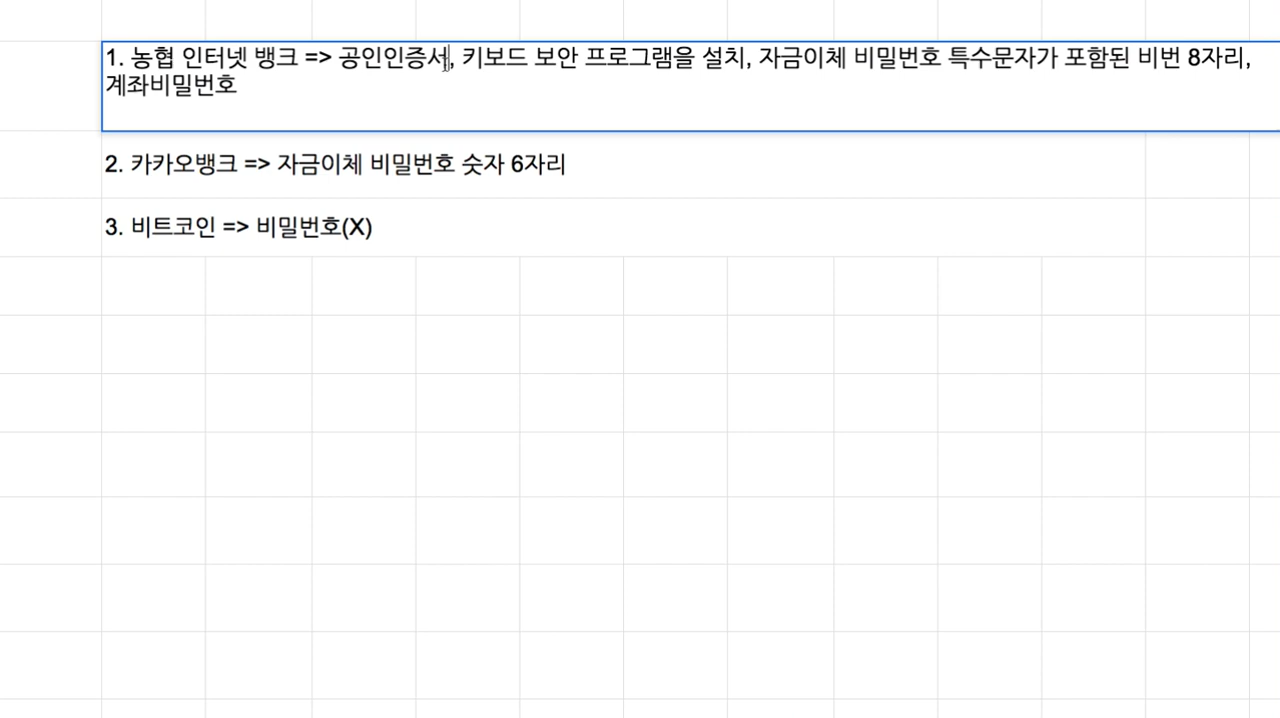 1. 농협 인터넷 뱅크 => 공인인증서, 키보드 보안 프로그램을 설치, 자금이체 비밀번호 특수문자가 포함된 비번 8자리,
계좌비밀번호
2. 카카오뱅크 => 자금이체 비밀번호 숫자 6자리
3. 비트코인 => 비밀번호(X)